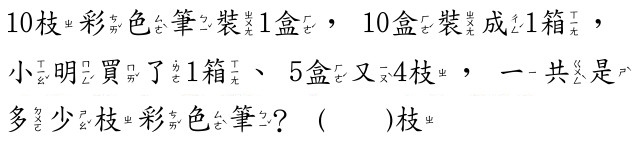 10枝彩色筆裝1盒，10盒裝成1箱，
小明買了1箱、5盒又4枝，一共是
多少枝彩色筆？（　　）枝